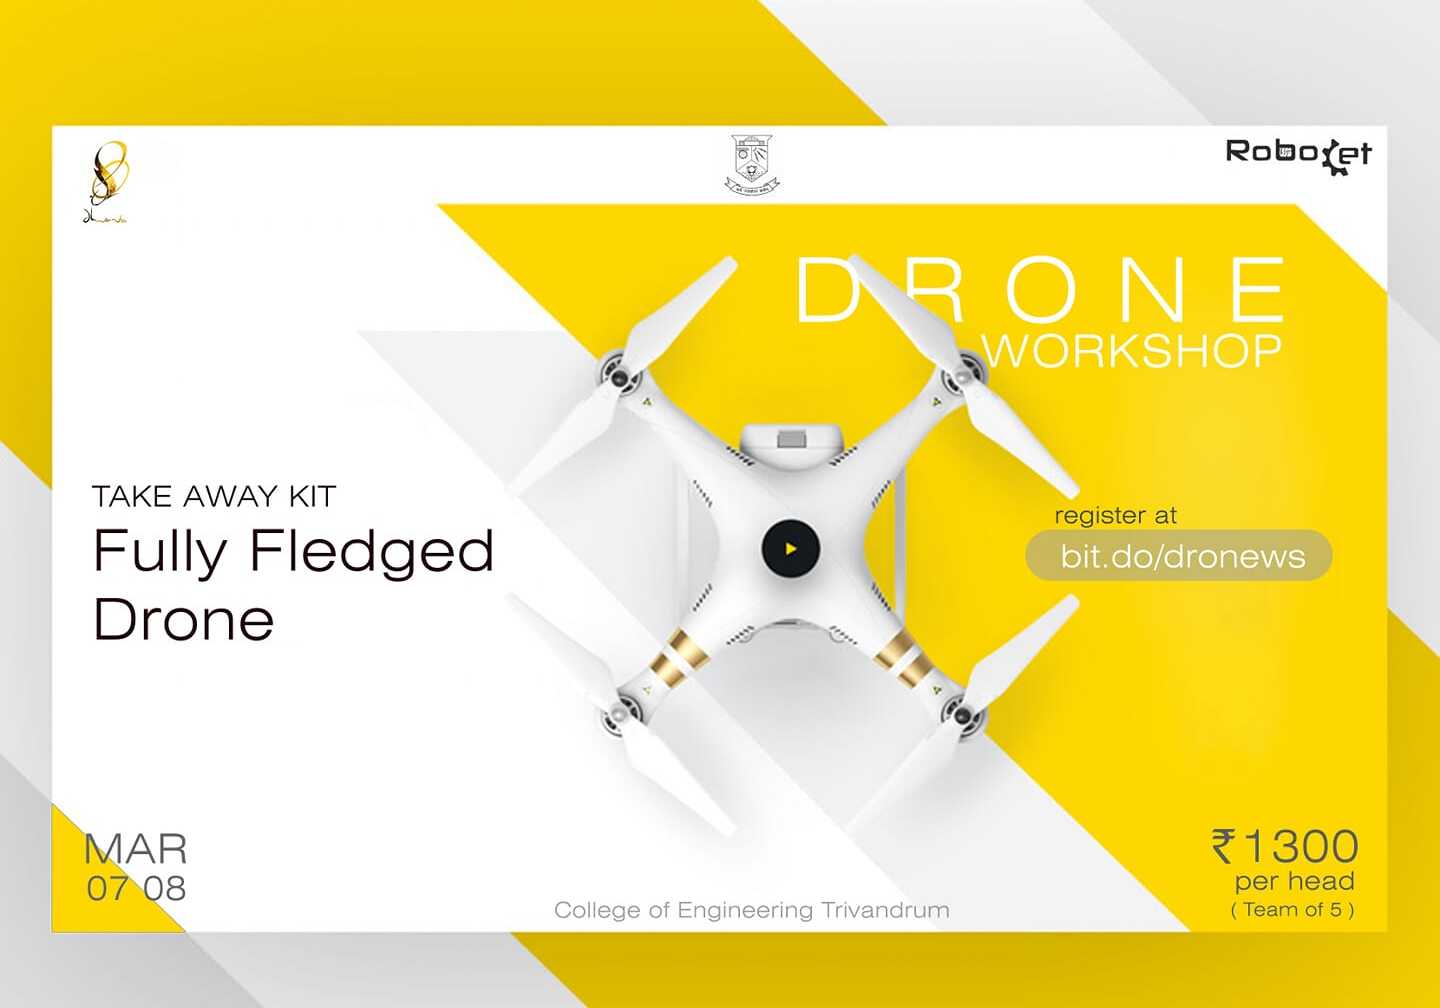 Robocet
DRONE
WORKSHOP
TAKE AWAY KIT
Fully Fledged
Drone
register at
bit.do/dronews
MAR
07 08
₹1300
per head
( Team of 5 )
College of Engineering Trivandrum